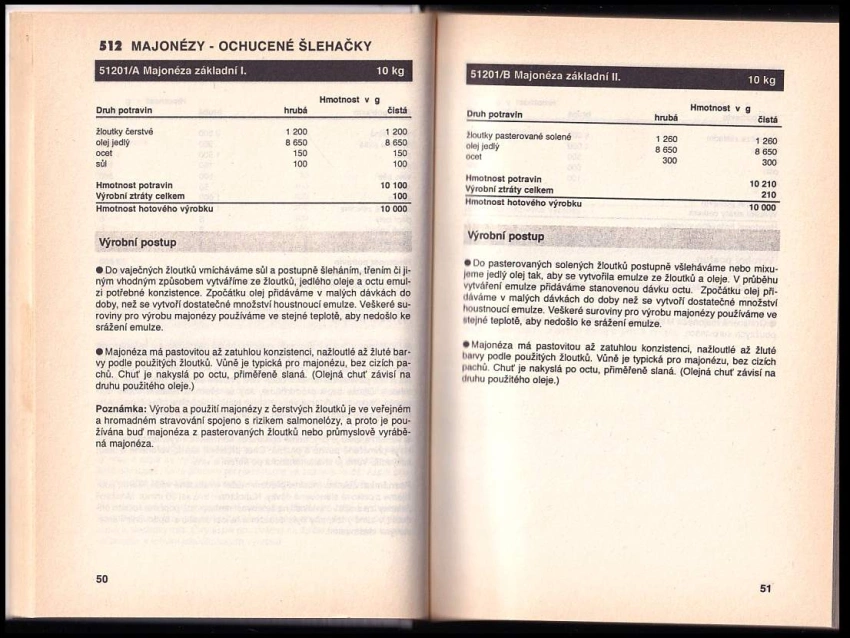 512 MAJONÉZY - OCHUCENÉ ŠLEHAČKY
51201/A Majonéza základní I. 10 kg
Hmotnost v g
Druh potravin hrubá čistá
žloutky čerstvé 1 200 1 200
olej jedlý 8 650 8 650
ocet 150 150
sůl 100 100
Hmotnost potravin 10 100
Výrobní ztráty celkem 100
Hmotnost hotového výrobku 10 000
Výrobní postup
● Do vaječných žloutků vmícháváme sůl a postupně šleháním, třením či ji-
ným vhodným způsobem vytváříme ze žloutků, jedlého oleje a octu emul-
zi potřebné konzistence. Zpočátku olej přidáváme v malých dávkách do
doby, než se vytvoří dostatečné množství houstnoucí emulze. Veškeré su-
roviny pro výrobu majonézy používáme ve stejné teplotě, aby nedošlo ke
srážení emulze.
● Majonéza má pastovitou až zatuhlou konzistenci, nažloutlé až žluté bar-
vy podle použitých žloutků. Vůně je typická pro majonézu, bez cizích pa-
chů. Chuť je nakyslá po octu, přiměřeně slaná. (Olejná chuť závisí na
druhu použitého oleje.)
Poznámka: Výroba a použití majonézy z čerstvých žloutků je ve veřejném
a hromadném stravování spojeno s rizikem salmonelózy, a proto je pou-
žívána buď majonéza z pasterovaných žloutků nebo průmyslově vyrábě-
ná majonéza.
50
51201/B Majonéza základní II. 10 kg
Hmotnost v g
Druh potravin hrubá čistá
žloutky pasterované solené 1 260 1 260
olej jedlý 8 650 8 650
ocet 300 300
Hmotnost potravin 10 210
Výrobní ztráty celkem 210
Hmotnost hotového výrobku 10 000
Výrobní postup
● Do pasterovaných solených žloutků postupně všleháváme nebo mixu-
jeme jedlý olej tak, aby se vytvořila emulze ze žloutků a oleje. V průběhu
vytváření emulze přidáváme stanovenou dávku octu. Zpočátku olej při-
dáváme v malých dávkách do doby než se vytvoří dostatečné množství
houstnoucí emulze. Veškeré suroviny pro výrobu majonézy používáme ve
stejné teplotě, aby nedošlo ke srážení emulze.
● Majonéza má pastovitou až zatuhlou konzistenci, nažloutlé až žluté
barvy podle použitých žloutků. Vůně je typická pro majonézu, bez cizích
pachů. Chuť je nakyslá po octu, přiměřeně slaná. (Olejná chuť závisí na
druhu použitého oleje.)
51